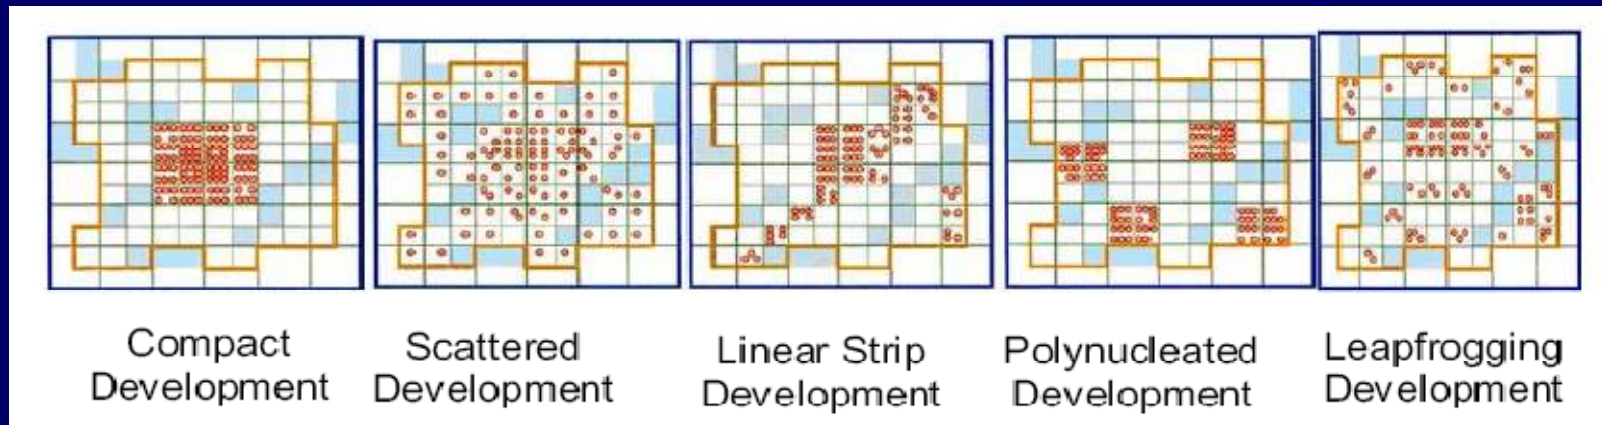 Compact
Development
Scattered
Development
Linear Strip
Development
Polynucleated
Development
Leapfrogging
Development